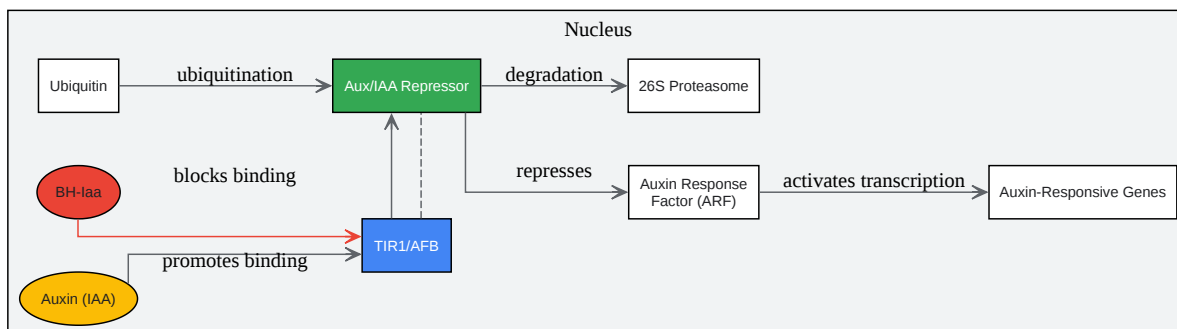 Nucleus
Ubiquitin
ubiquitination
Aux/IAA Repressor
degradation
26S Proteasome
BH-Iaa
blocks binding
represses
Auxin Response
Factor (ARF)
activates transcription
Auxin-Responsive Genes
TIR1/AFB
promotes binding
Auxin (IAA)